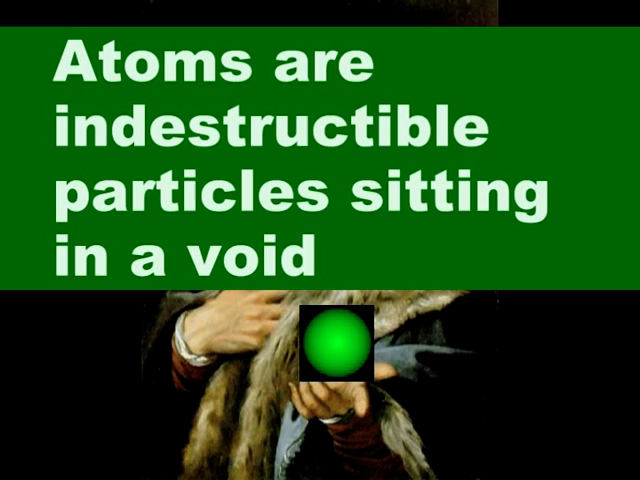 Atoms are
indestructible
particles sitting
in a void